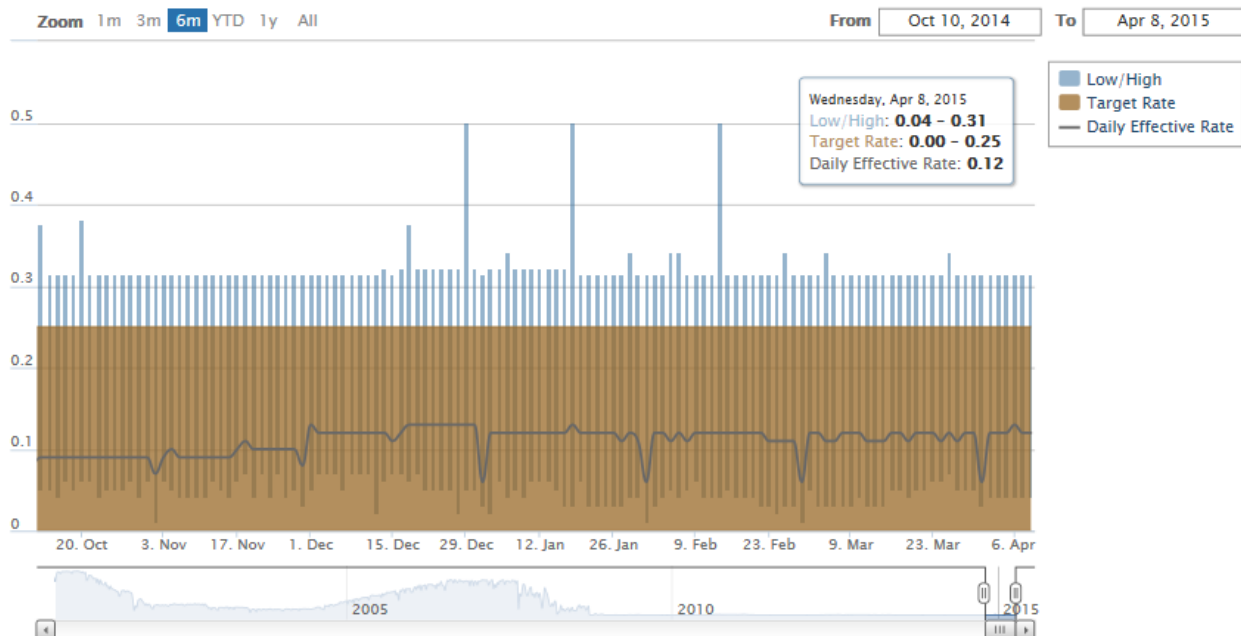 Zoom 1m 3m 6m YTD 1y All From Oct 10, 2014 To Apr 8, 2015
Low/High
Target Rate
Daily Effective Rate
Wednesday, Apr 8, 2015
Low/High: 0.04 – 0.31
Target Rate: 0.00 – 0.25
Daily Effective Rate: 0.12
0.5
0.4
0.3
0.2
0.1
0
20. Oct 3. Nov 17. Nov 1. Dec 15. Dec 29. Dec 12. Jan 26. Jan 9. Feb 23. Feb 9. Mar 23. Mar 6. Apr
2005 2010 2015